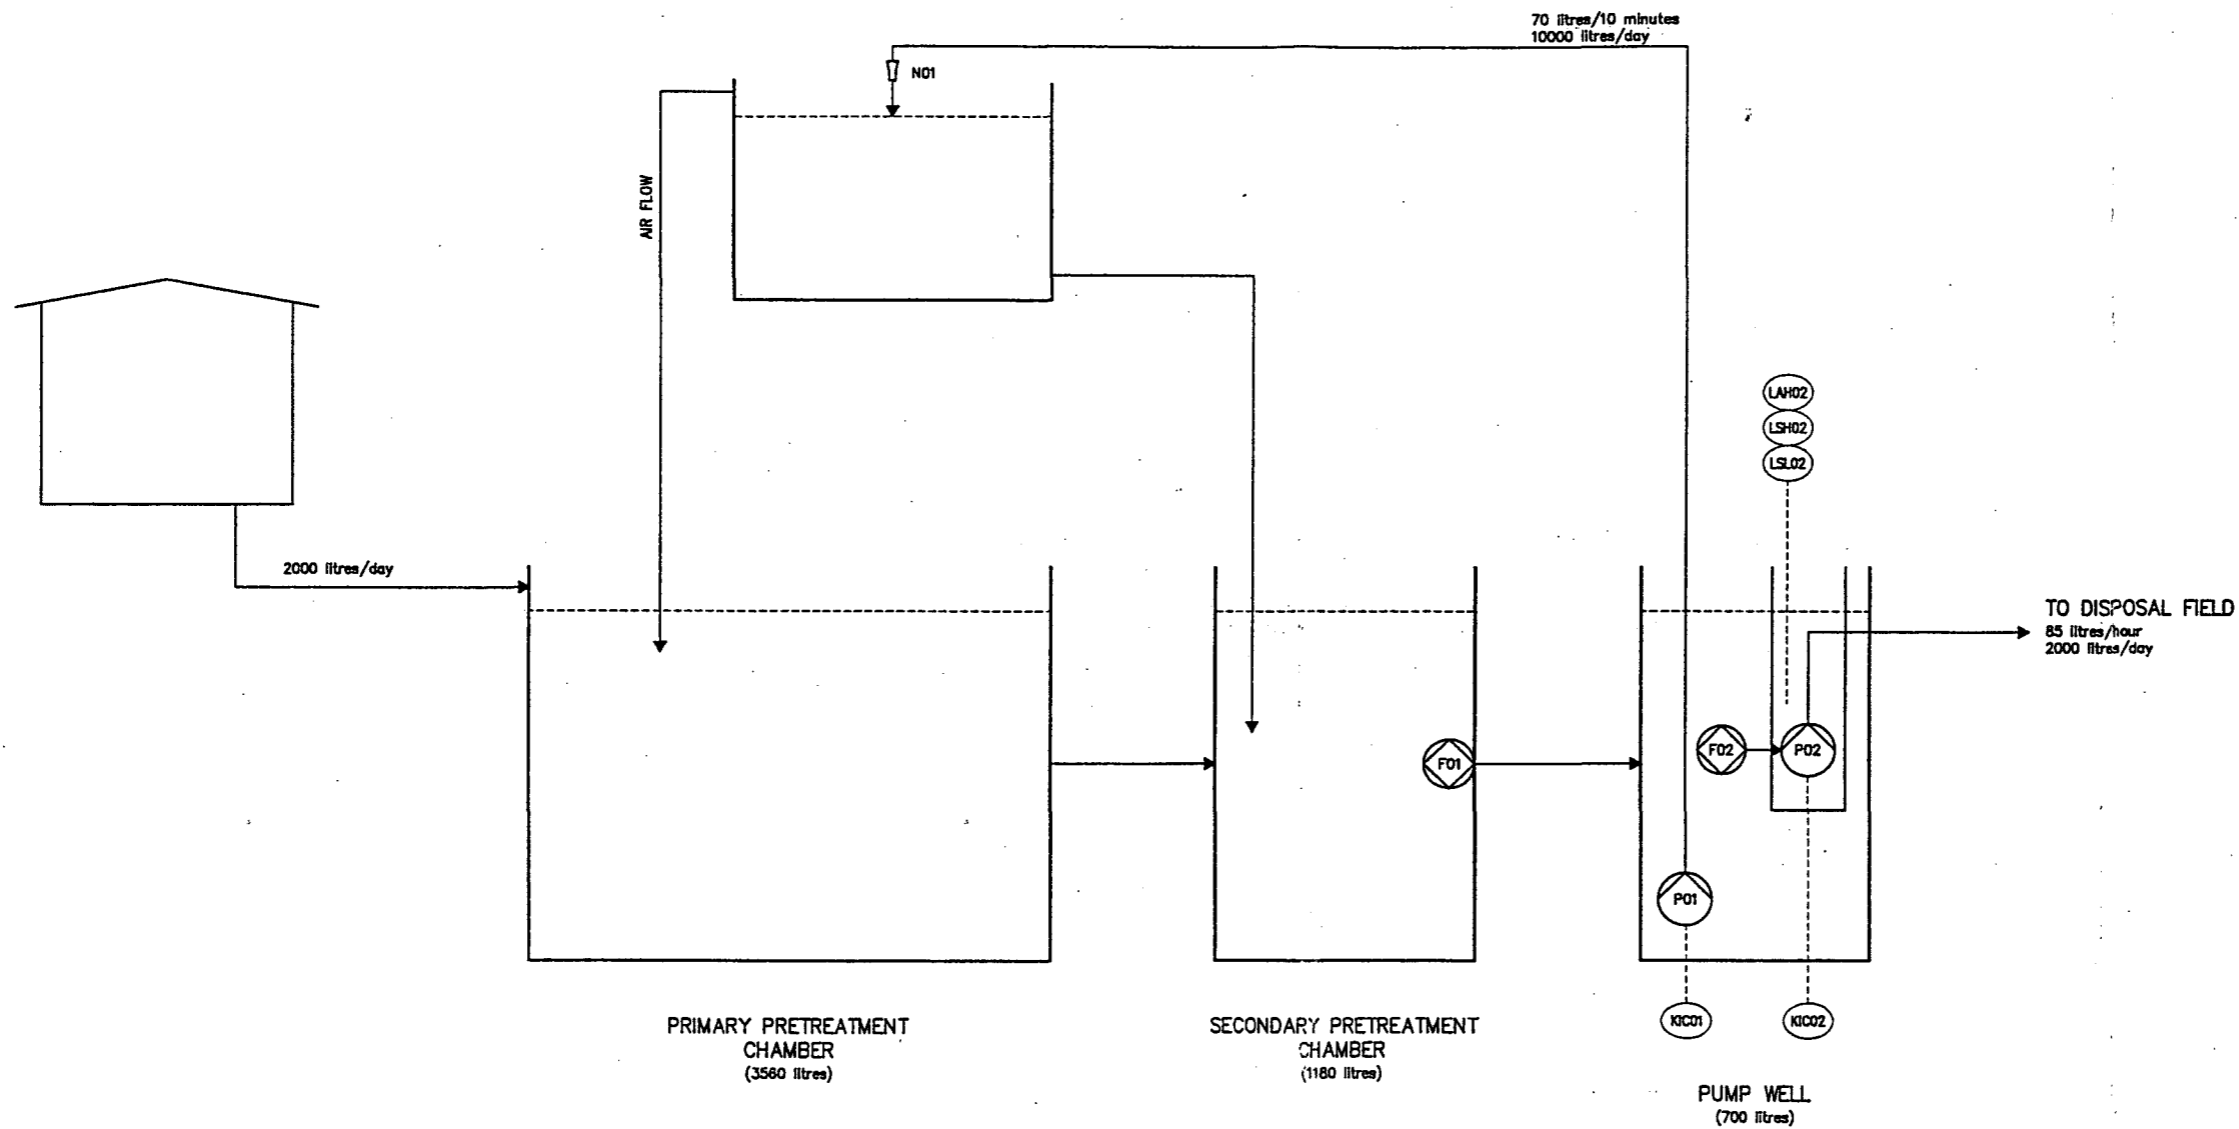 70 litres/10 minutes
10000 litres/day
N01
AIR FLOW
LAH02
LSH02
LSL02
2000 litres/day
TO DISPOSAL FIELD
85 litres/hour
2000 litres/day
F02
P02
F01
P01
KIC01
KIC02
PRIMARY PRETREATMENT
CHAMBER
(3560 litres)
SECONDARY PRETREATMENT
CHAMBER
(1180 litres)
PUMP WELL
(700 litres)